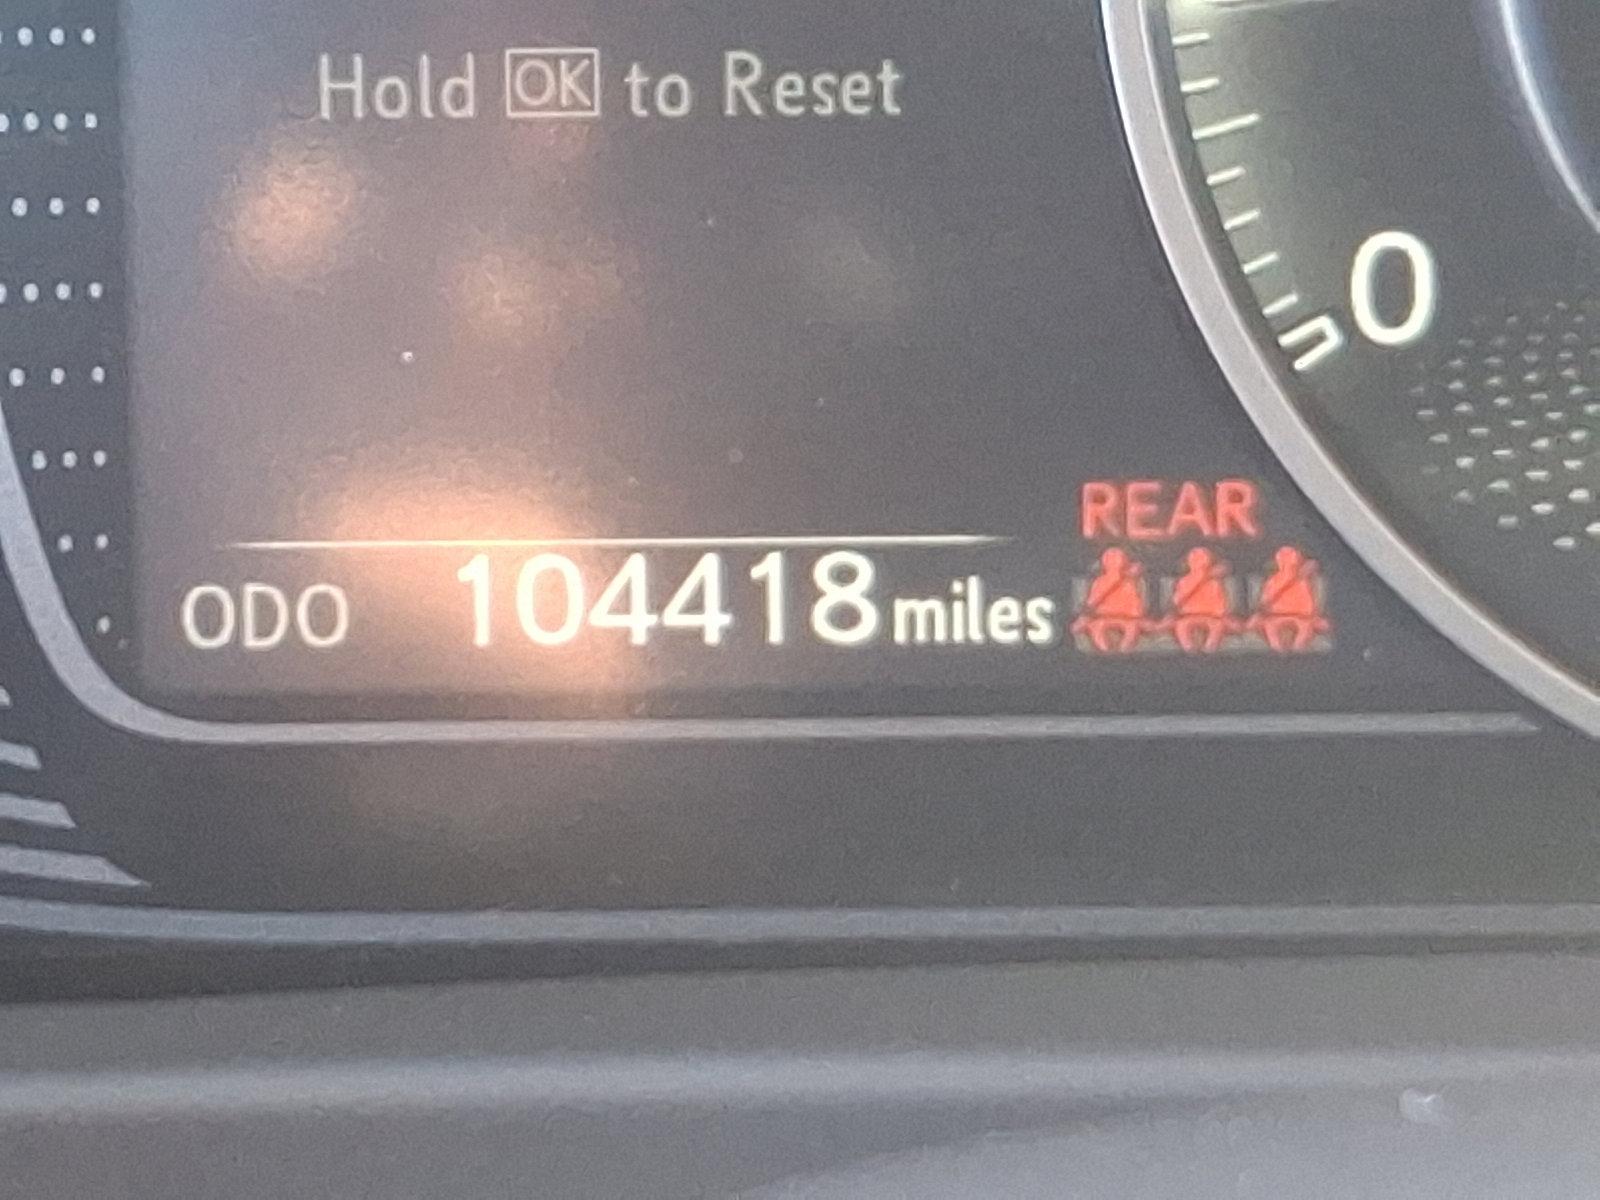 Hold OK to Reset
0
REAR
ODO 104418 miles